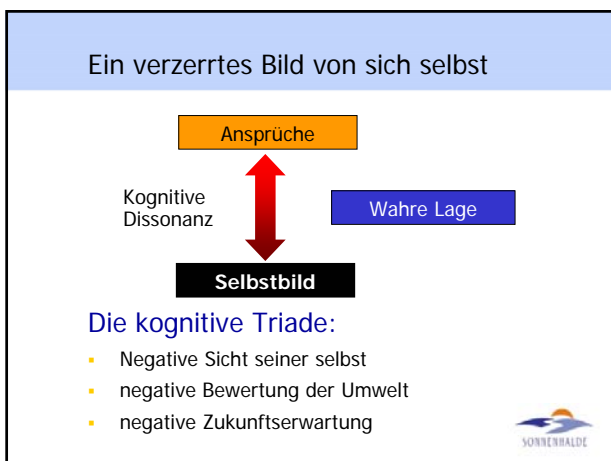 Ein verzerrtes Bild von sich selbst
Ansprüche
Kognitive
Dissonanz
Wahre Lage
Selbstbild
Die kognitive Triade:
Negative Sicht seiner selbst
negative Bewertung der Umwelt
negative Zukunftserwartung
SONNENHALDE